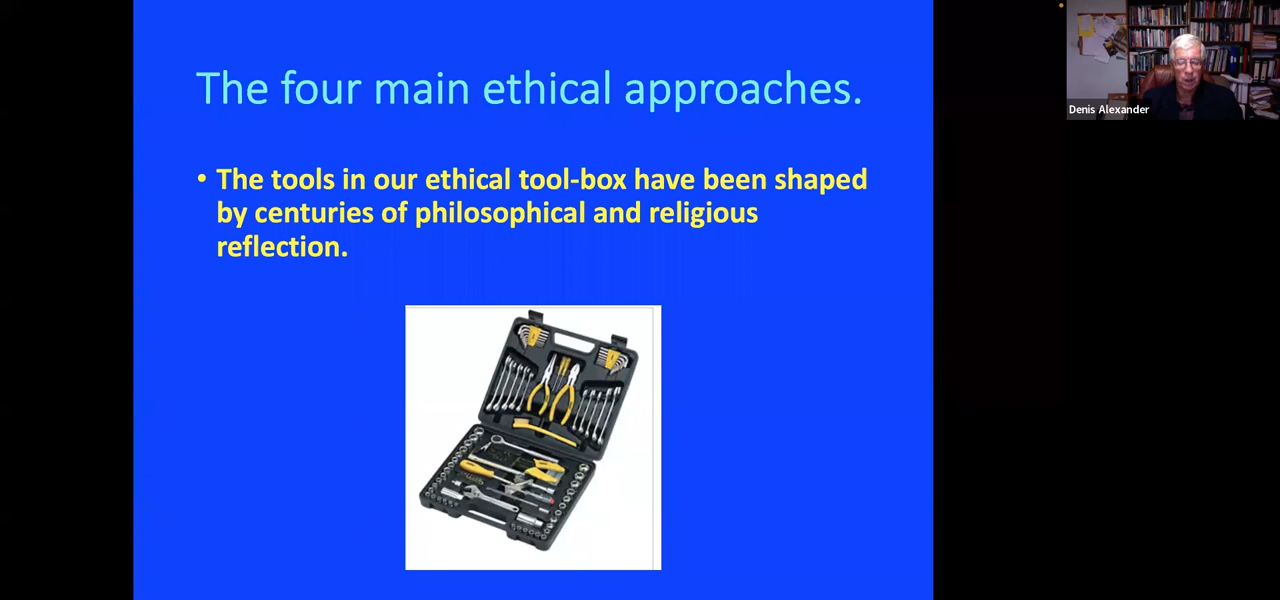 The four main ethical approaches.
• The tools in our ethical tool-box have been shaped
by centuries of philosophical and religious
reflection.
Denis Alexander